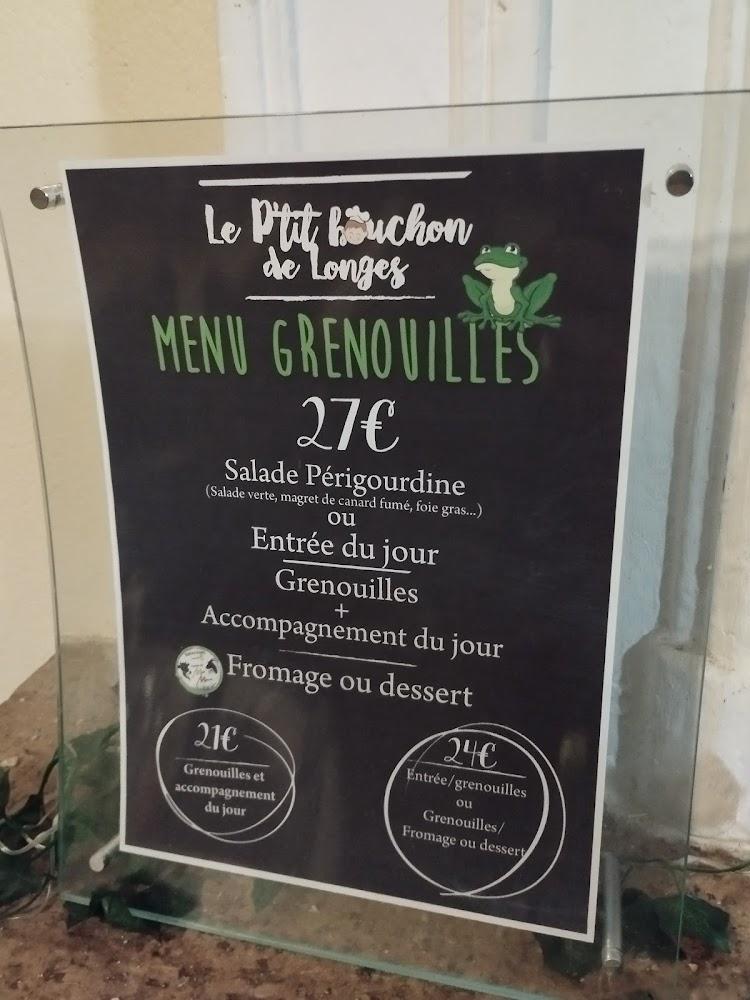 Le P'tit bouchon
de Longes
MENU GRENOUILLES
27€
Salade Périgourdine
(Salade verte, magret de canard fumé, foie gras...)
ou
Entrée du jour
Grenouilles
+
Accompagnement du jour
Fromage ou dessert
21€
Grenouilles et
accompagnement
du jour
24€
Entrée/grenouilles
ou
Grenouilles/
Fromage ou dessert